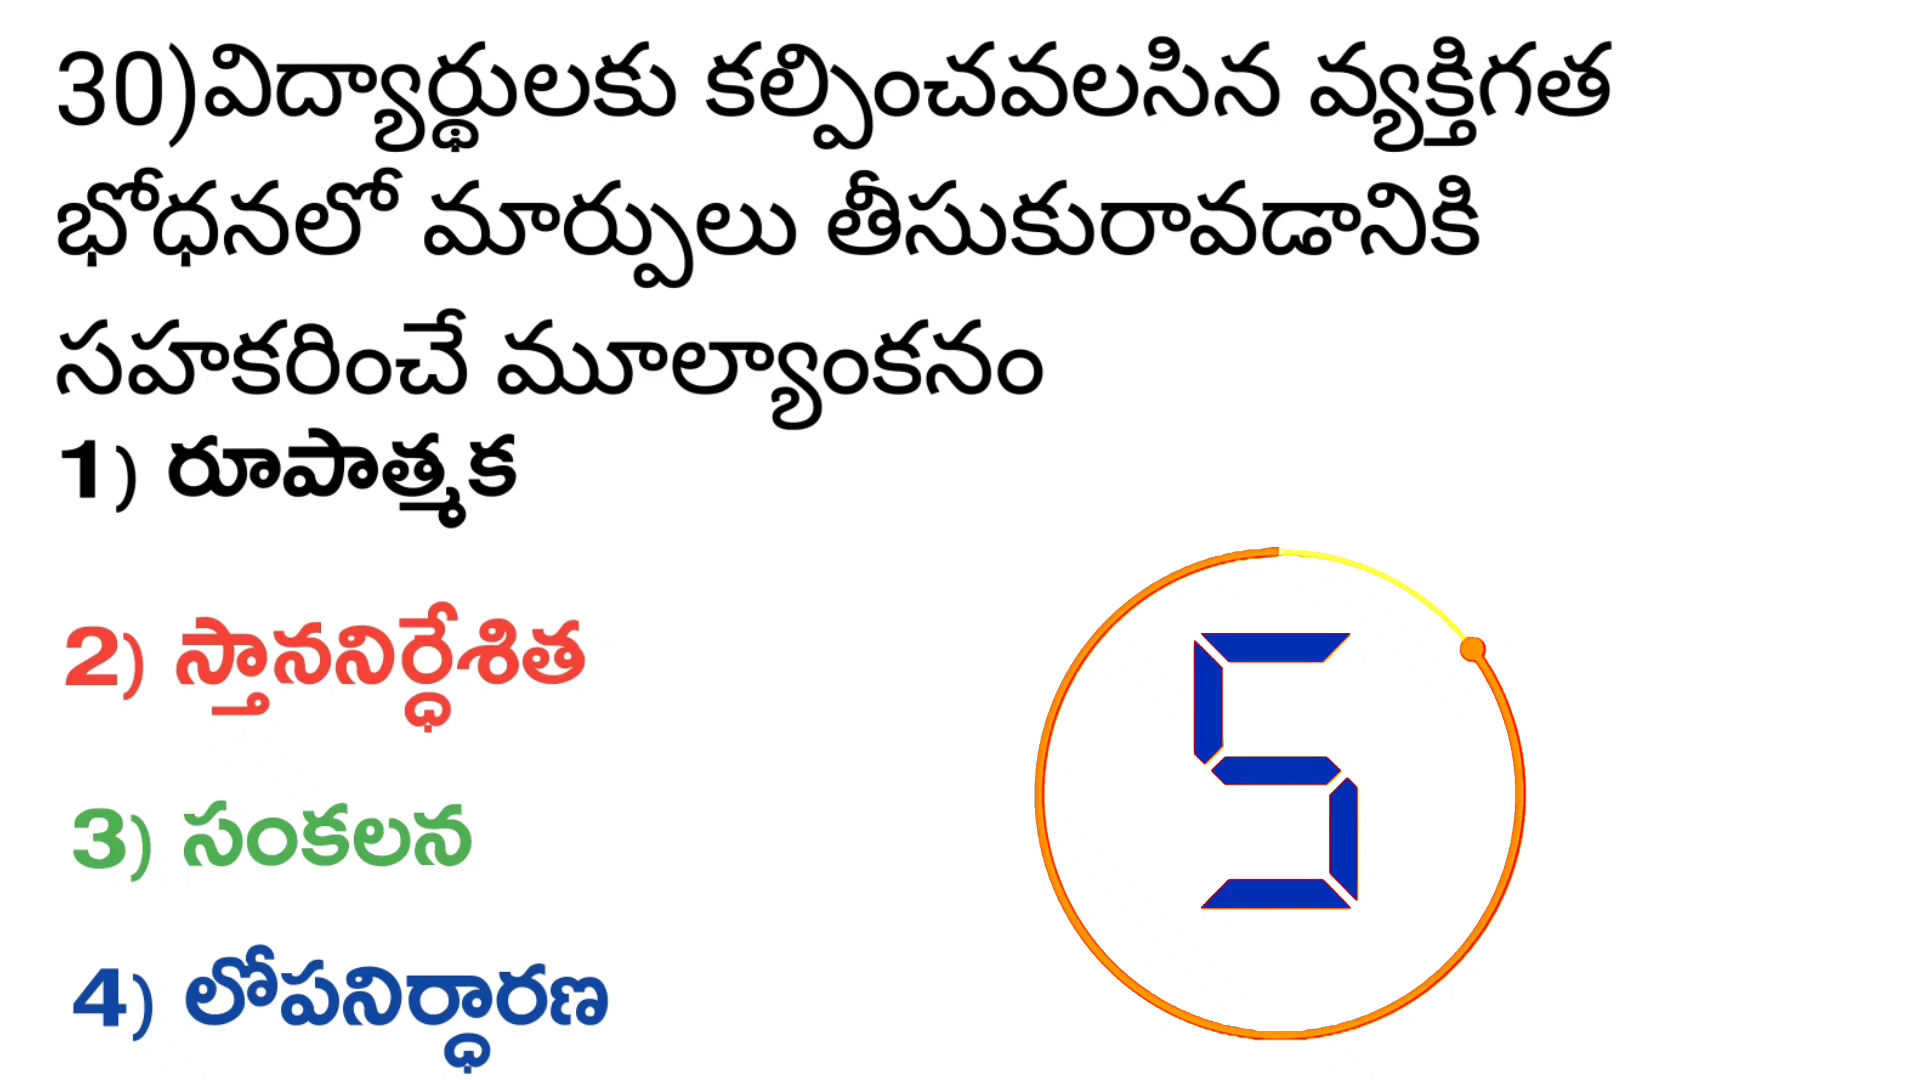 30)విద్యార్థులకు కల్పించవలసిన వ్యక్తిగత
భోధనలో మార్పులు తీసుకురావడానికి
సహకరించే మూల్యాంకనం
1) రూపాత్మక
2) స్తాననిర్ధేశిత
3) సంకలన
4) లోపనిర్ధారణ
5